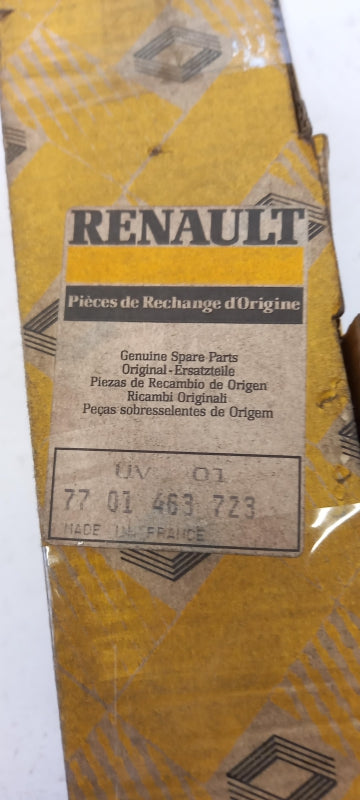 RENAULT
Pièces de Rechange d'Origine
Genuine Spare Parts
Original-Ersatzteile
Piezas de Recambio de Origen
Ricambi Originali
Peças sobresselentes de Origem
UV 01
77 01 463 723
MADE IN FRANCE